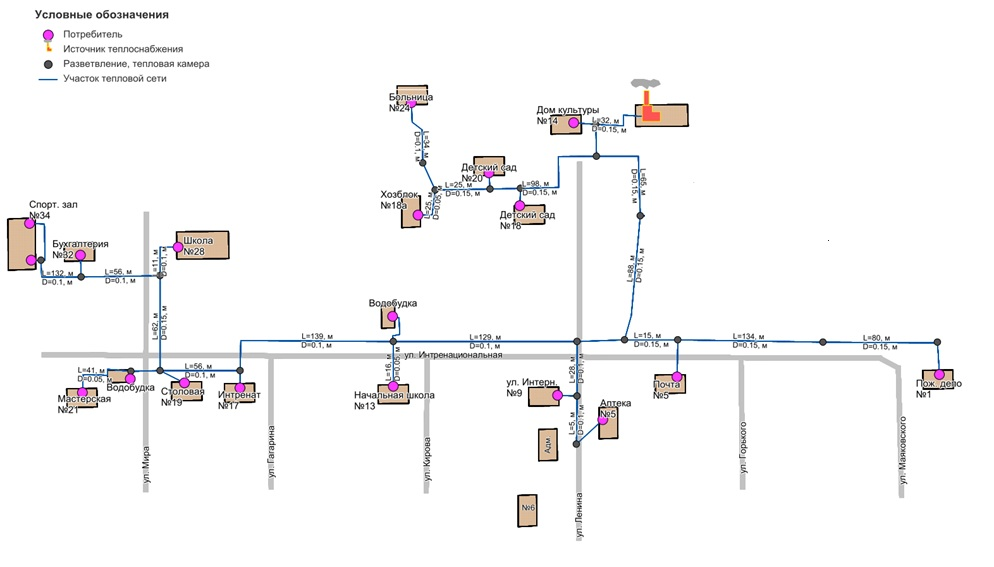 Условные обозначения
Потребитель
Источник теплоснабжения
Разветвление, тепловая камера
Участок тепловой сети
Больница
№24
Дом культуры
№14
L=32, м
D=0.15, м
L=34, м
D=0.1, м
Детский сад
№20
L=25, м
D=0.15, м
L=98, м
D=0.15, м
L=65, м
D=0.15, м
Хозблок
№18а
L=25, м
D=0.05, м
Детский сад
№18
Спорт. зал
№34
Бухгалтерия
№32
Школа
№28
L=11, м
D=0.1, м
L=132, м
D=0.1, м
L=56, м
D=0.1, м
L=88, м
D=0.15, м
L=62, м
D=0.15, м
Водобудка
L=139, м
D=0.1, м
L=129, м
D=0.1, м
L=15, м
D=0.15, м
L=134, м
D=0.15, м
L=80, м
D=0.15, м
ул. Интренациональная
L=41, м
D=0.05, м
L=56, м
D=0.1, м
L=16, м
D=0.05, м
L=28, м
D=0.1, м
Водобудка
Мастерская
№21
Столовая
№19
Интренат
№17
Начальная школа
№13
ул. Интерн.
№9
Почта
№5
Пож. депо
№1
Аптека
№5
L=5, м
D=0.1, м
Адм.
№6
ул. Мира
ул. Гагарина
ул. Кирова
ул. Ленина
ул. Горького
ул. Маяковского